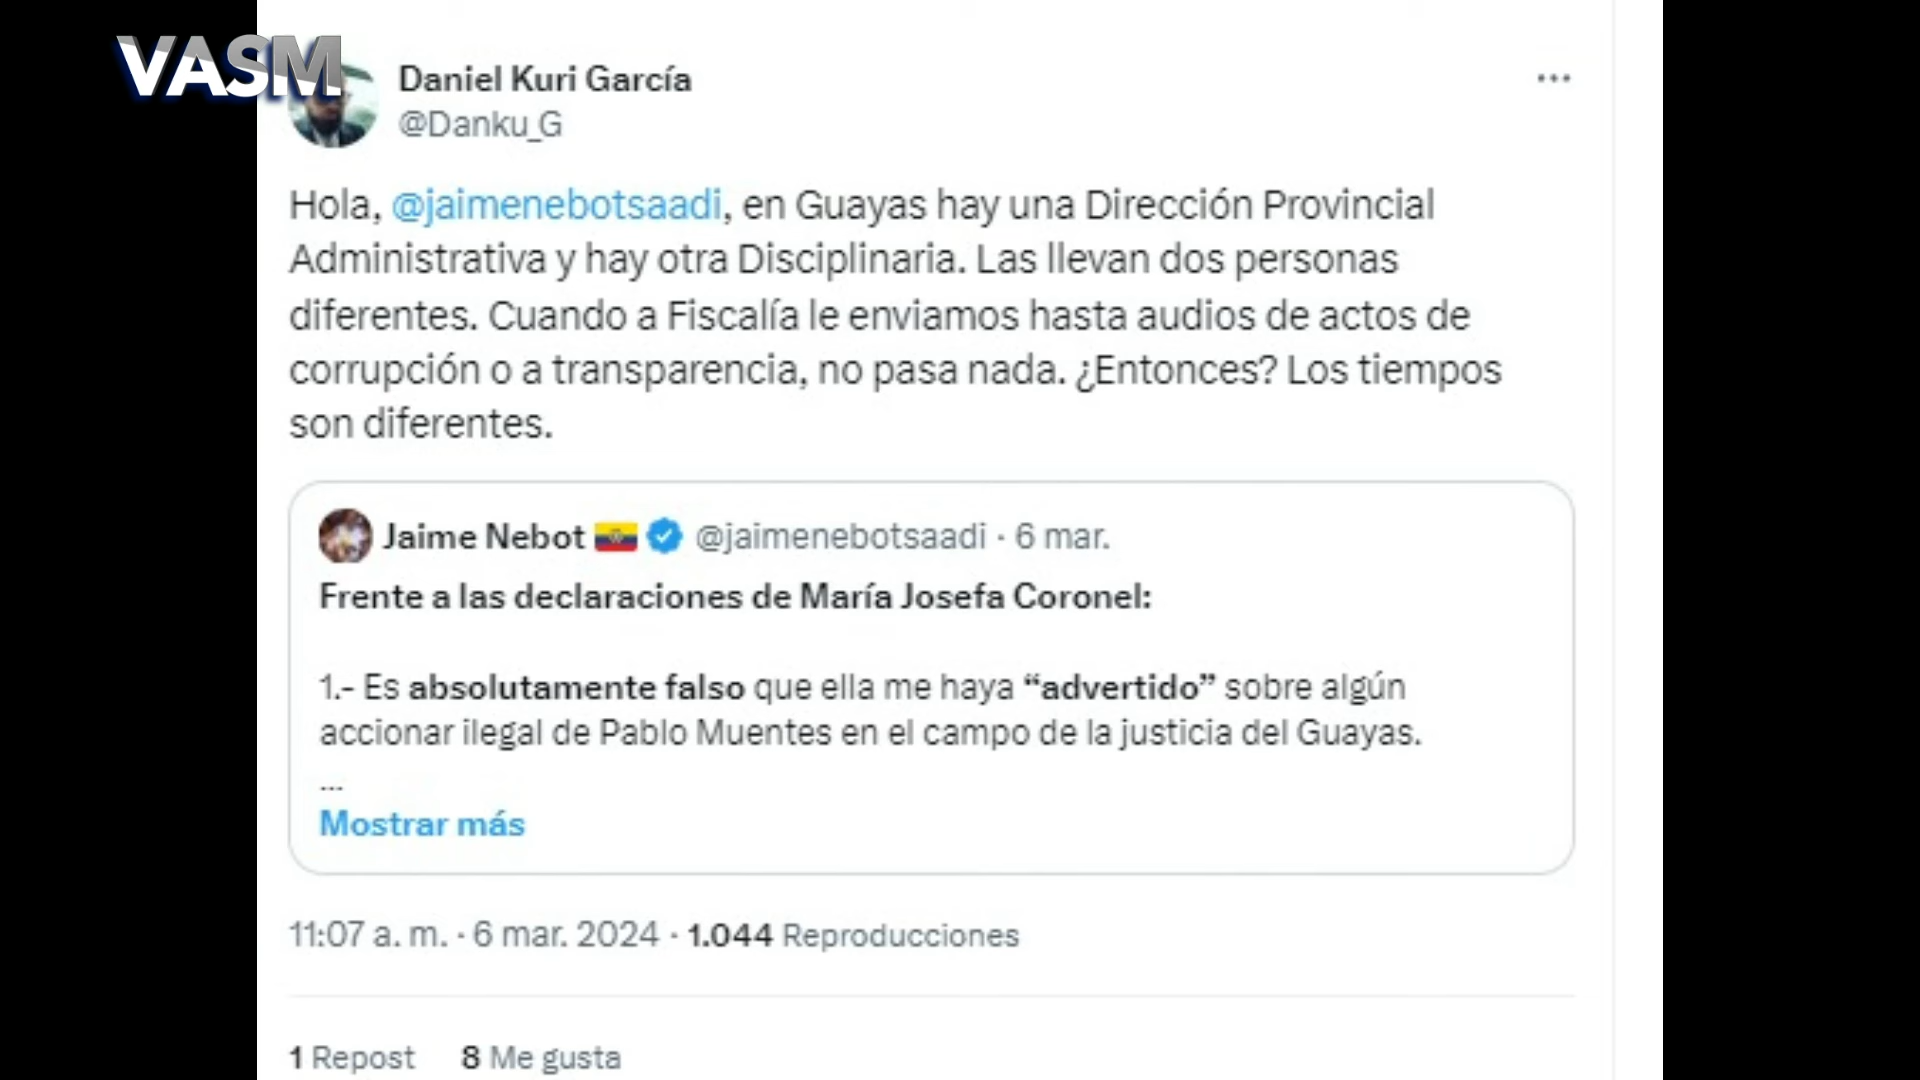 VASM
Daniel Kuri García
@Danku_G
Hola, @jaimenebotsaadi, en Guayas hay una Dirección Provincial
Administrativa y hay otra Disciplinaria. Las llevan dos personas
diferentes. Cuando a Fiscalía le enviamos hasta audios de actos de
corrupción o a transparencia, no pasa nada. ¿Entonces? Los tiempos
son diferentes.
Jaime Nebot @jaimenebotsaadi · 6 mar.
Frente a las declaraciones de María Josefa Coronel:
1.- Es absolutamente falso que ella me haya “advertido” sobre algún
accionar ilegal de Pablo Muentes en el campo de la justicia del Guayas.
...
Mostrar más
11:07 a. m. · 6 mar. 2024 · 1.044 Reproducciones
1 Repost 8 Me gusta